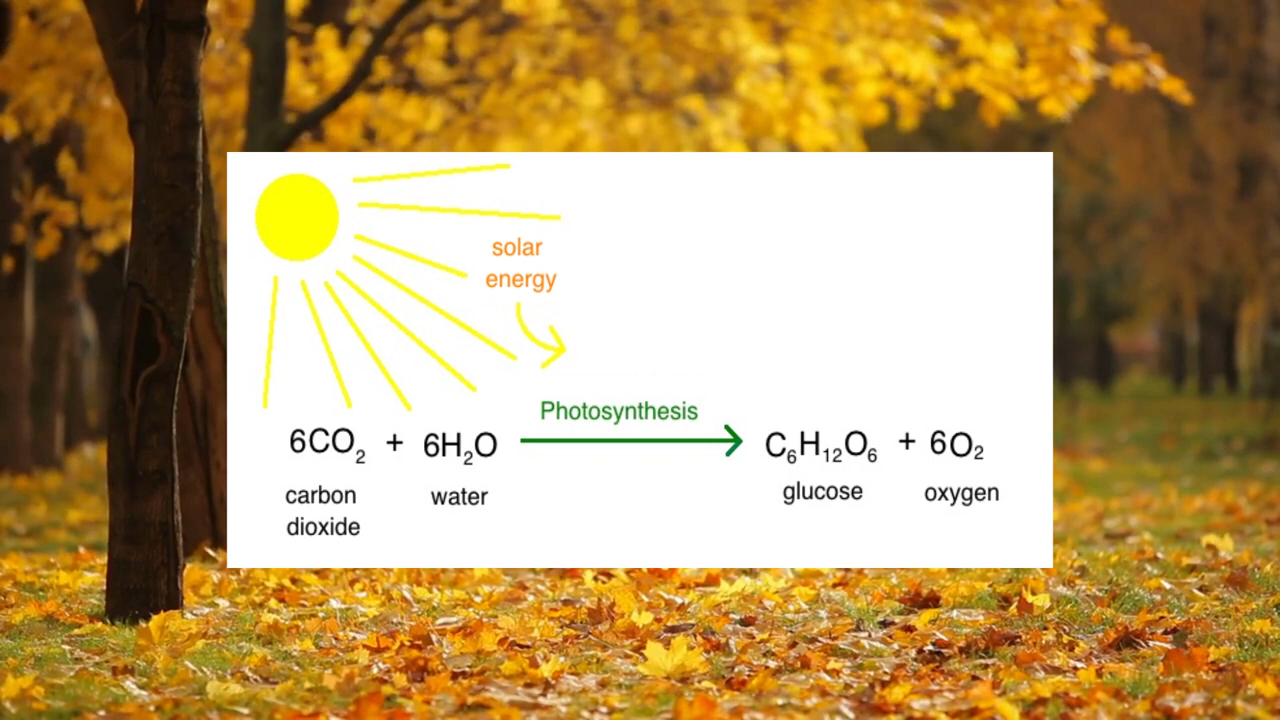 solar
energy
Photosynthesis
6CO₂ + 6H₂O → C₆H₁₂O₆ + 6O₂
carbon dioxide water glucose oxygen